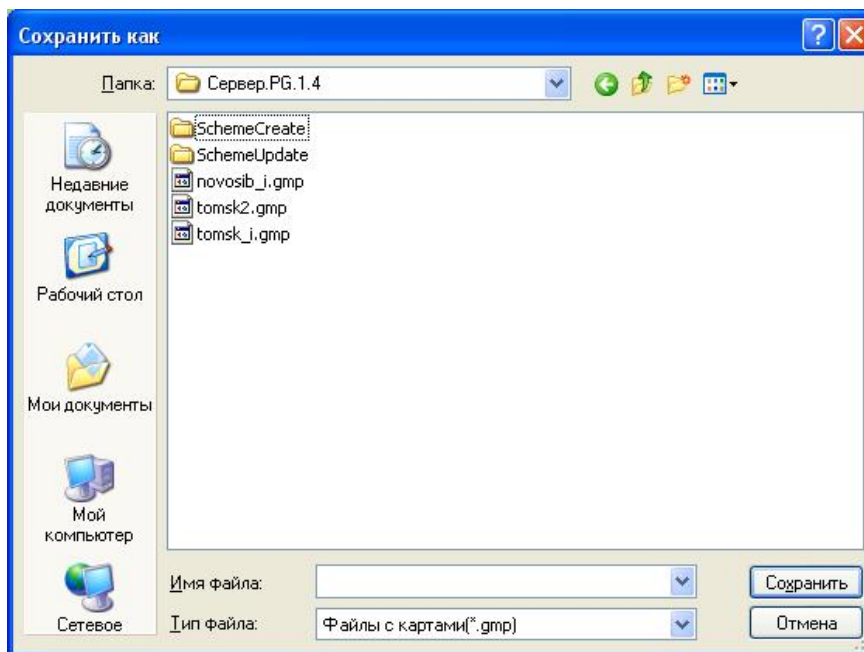 Сохранить как
Папка:
Сервер.PG.1.4
SchemeCreate
SchemeUpdate
novosib_i.gmp
tomsk2.gmp
tomsk_i.gmp
Недавние
документы
Рабочий стол
Мои документы
Мой
компьютер
Сетевое
Имя файла:
Сохранить
Тип файла:
Файлы с картами(*.gmp)
Отмена